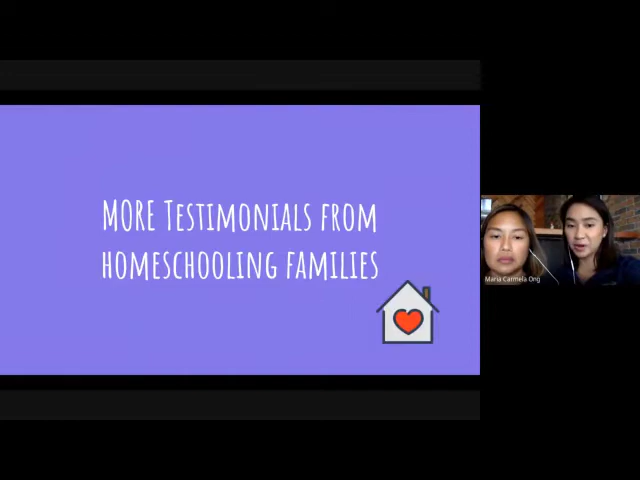 MORE TESTIMONIALS FROM
HOMESCHOOLING FAMILIES
Maria Carmela Ong